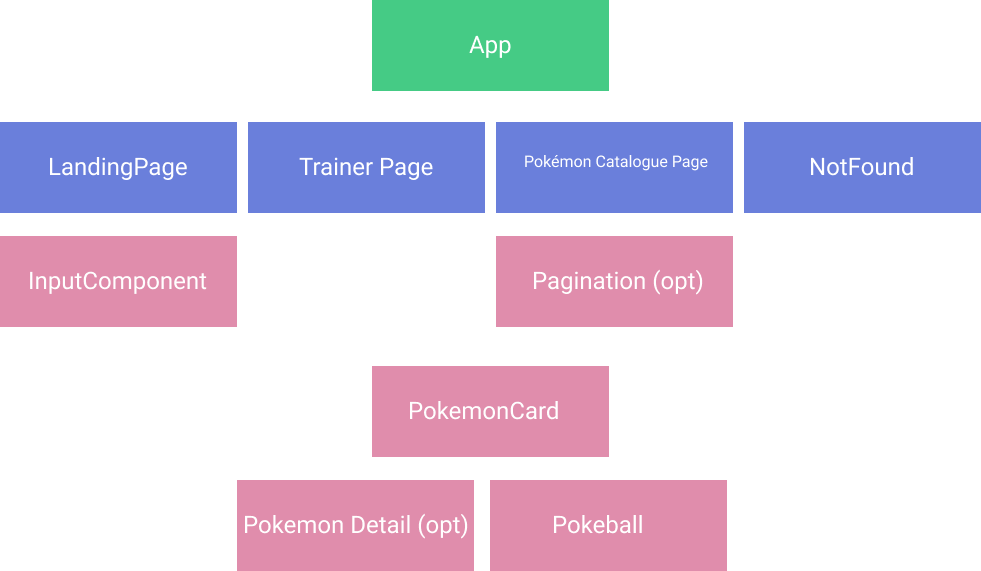 App
LandingPage
Trainer Page
Pokémon Catalogue Page
NotFound
InputComponent
Pagination (opt)
PokemonCard
Pokemon Detail (opt)
Pokeball